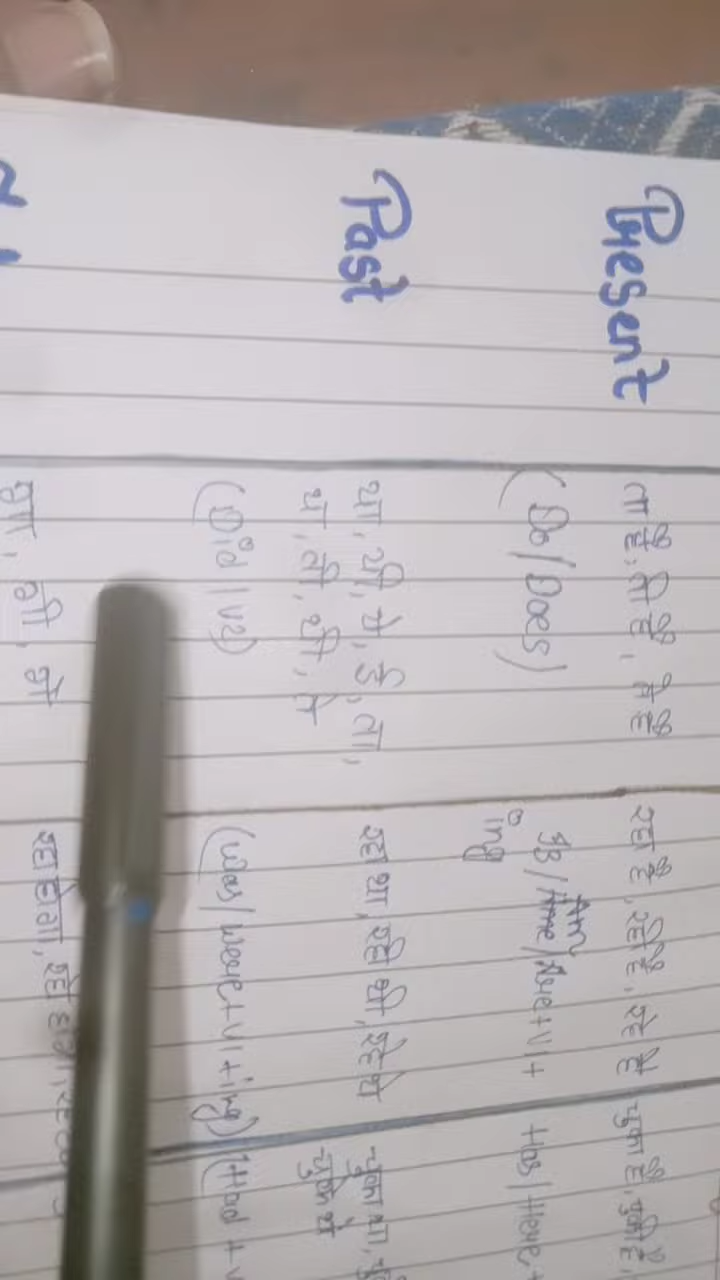 Present
ता है, ती है, ते है
(Do/Does)
रहा है, रही है, रहे है
Is/Am/Are+V1+
ing
चुका है, चुकी है,
Has/Have
Past
या, यी, ये, ई, ता,
था, ती, थी, ते
(Did/V2)
रहा था, रही थी, रहे थे
(Was/were+V1+ing)
चुका था,
चुके थे
(Had +V
गा, गी, गे
रहा होगा, रहे